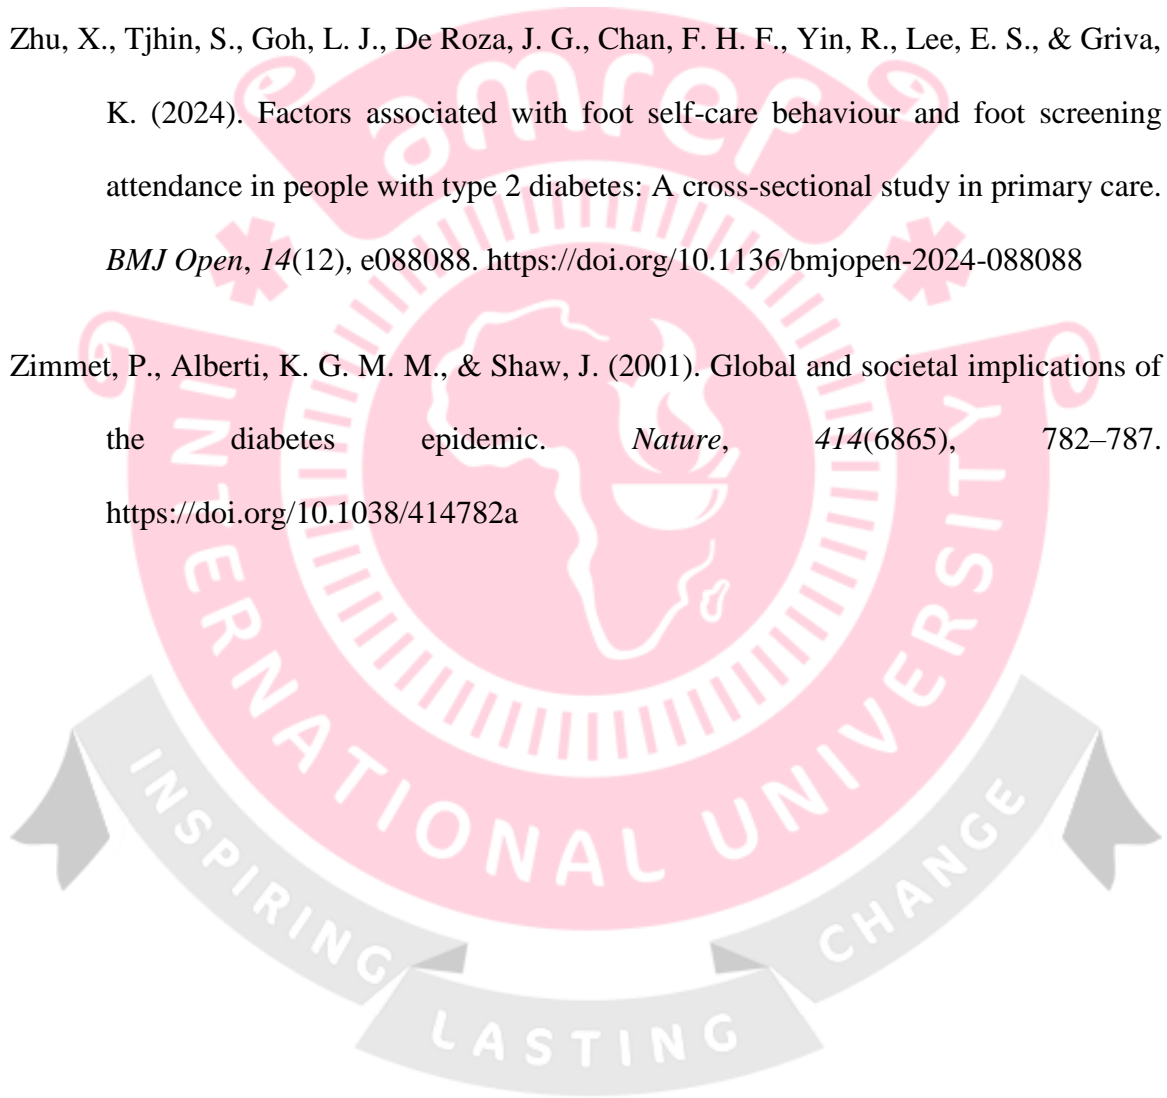 Zhu, X., Tjhin, S., Goh, L. J., De Roza, J. G., Chan, F. H. F., Yin, R., Lee, E. S., & Griva,
K. (2024). Factors associated with foot self-care behaviour and foot screening
attendance in people with type 2 diabetes: A cross-sectional study in primary care.
BMJ Open, 14(12), e088088. https://doi.org/10.1136/bmjopen-2024-088088
Zimmet, P., Alberti, K. G. M. M., & Shaw, J. (2001). Global and societal implications of
the diabetes epidemic. Nature, 414(6865), 782–787.
https://doi.org/10.1038/414782a
amref
INTERNATIONAL UNIVERSITY
INSPIRING LASTING CHANGE